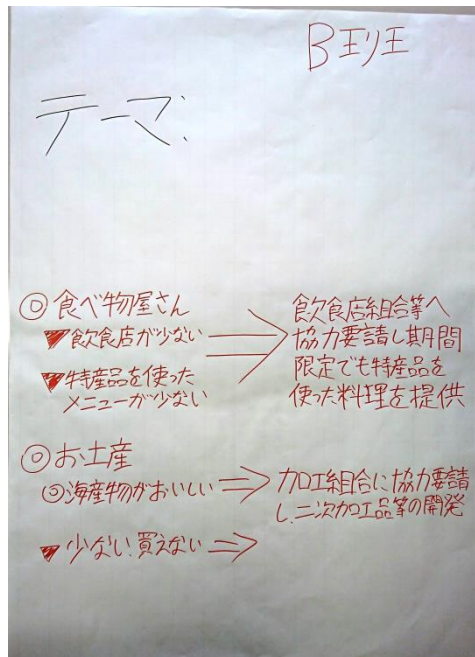 B班
テーマ
◎食べ物屋さん
▼飲食店が少ない
▼特産品を使った
メニューが少ない
飲食店組合等へ
協力要請し期間
限定でも特産品を
使った料理を提供
◎お土産
◎海産物がおいしい
加工組合に協力要請
し、二次加工品等の開発
▼少ない、買えない